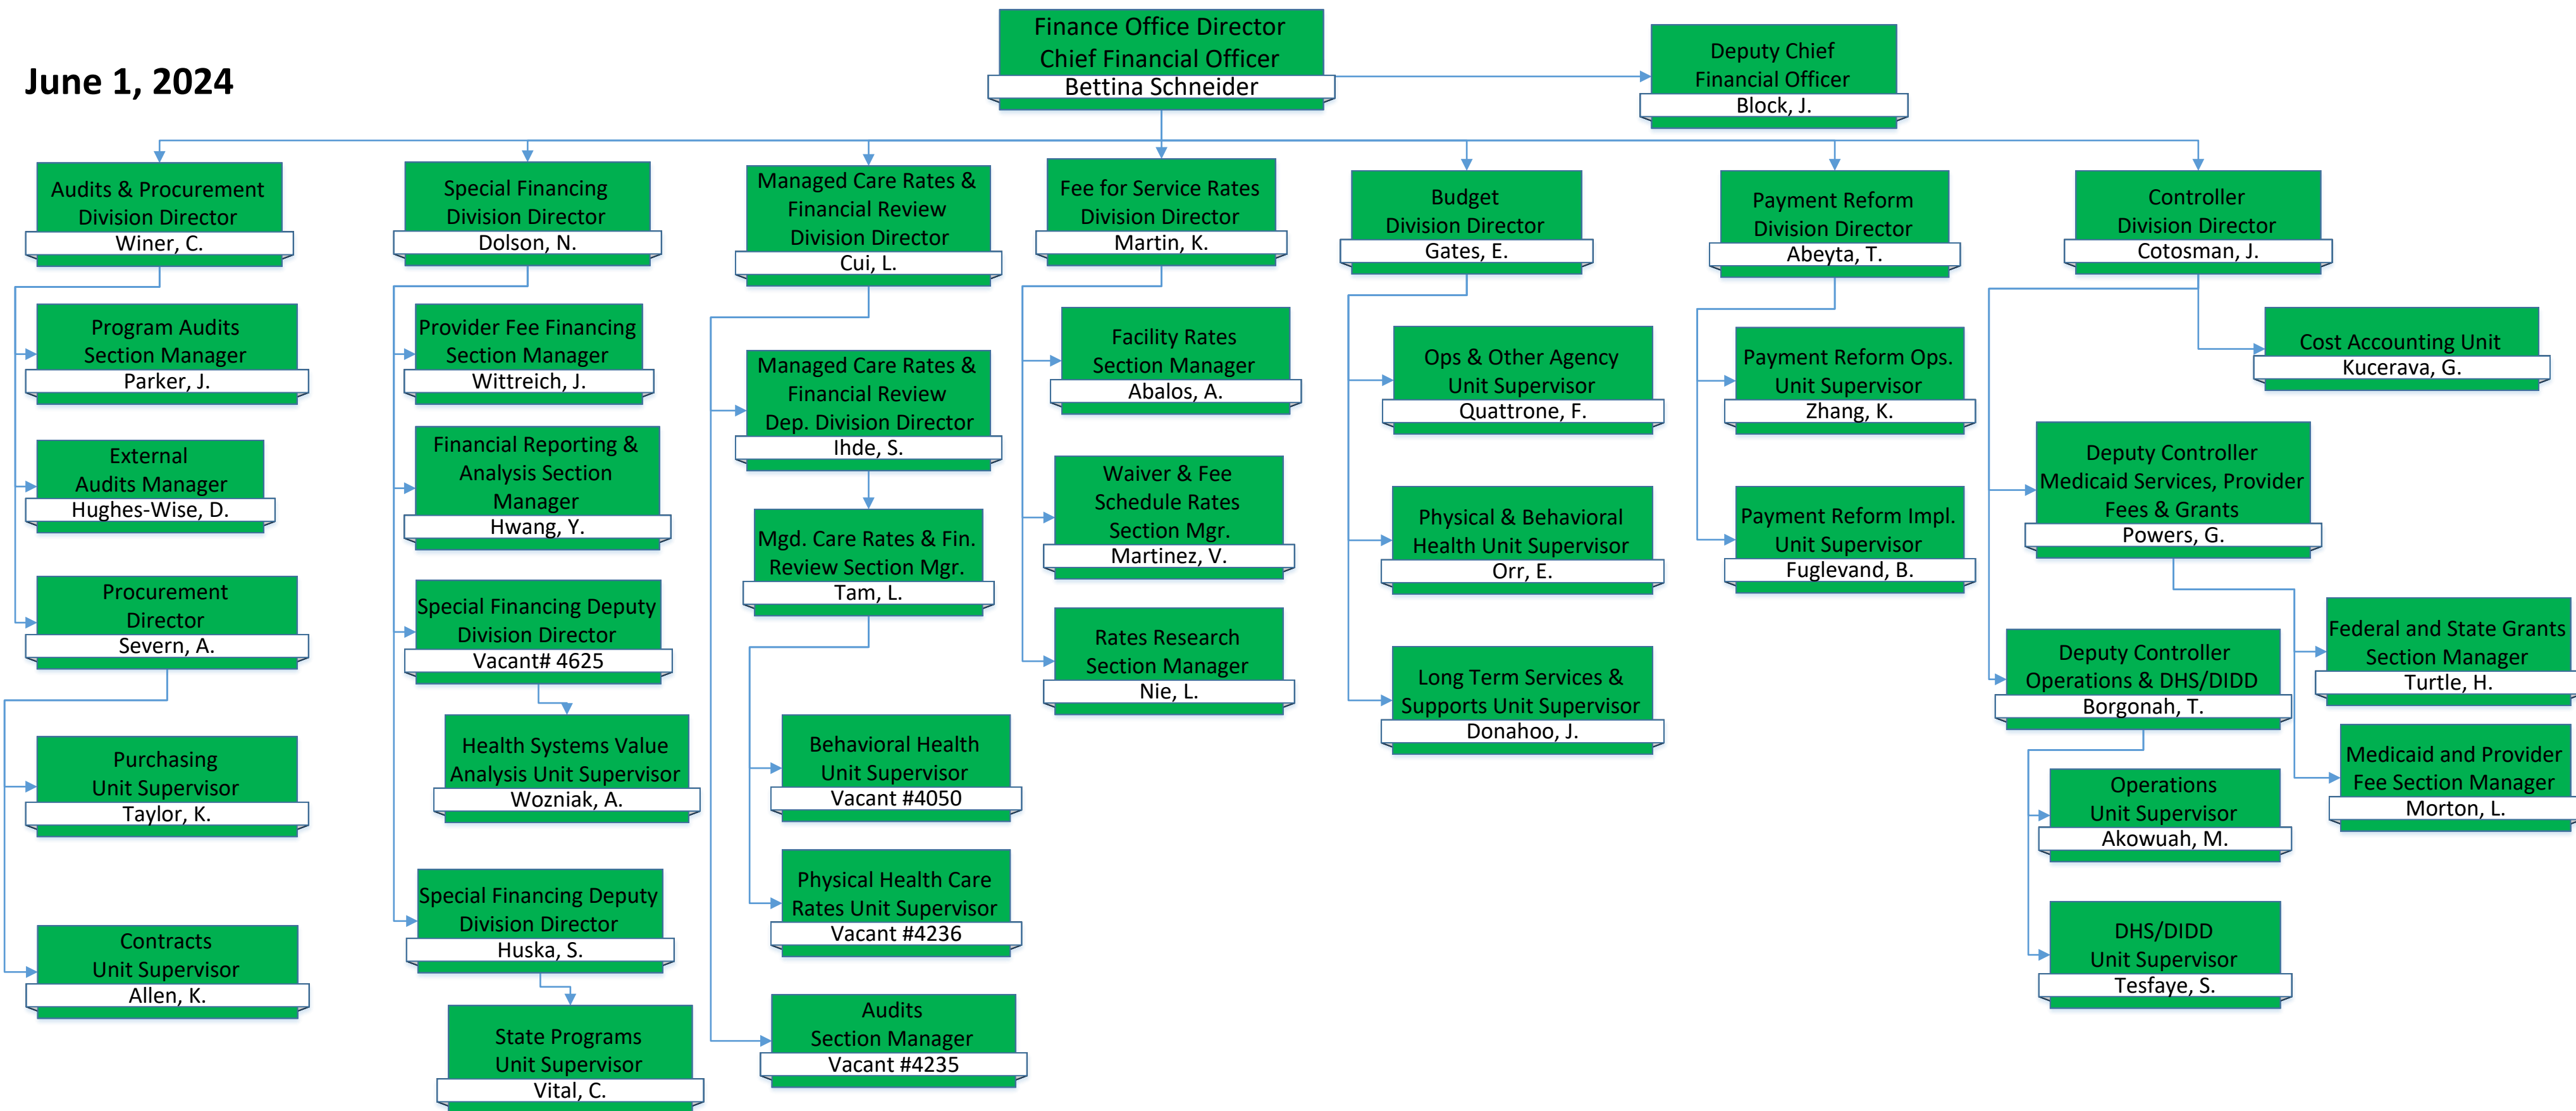 June 1, 2024
Finance Office Director
Chief Financial Officer
Bettina Schneider
Deputy Chief
Financial Officer
Block, J.
Audits & Procurement
Division Director
Winer, C.
Program Audits
Section Manager
Parker, J.
External
Audits Manager
Hughes-Wise, D.
Procurement
Director
Severn, A.
Purchasing
Unit Supervisor
Taylor, K.
Contracts
Unit Supervisor
Allen, K.
Special Financing
Division Director
Dolson, N.
Provider Fee Financing
Section Manager
Wittreich, J.
Financial Reporting &
Analysis Section
Manager
Hwang, Y.
Special Financing Deputy
Division Director
Vacant# 4625
Health Systems Value
Analysis Unit Supervisor
Wozniak, A.
Special Financing Deputy
Division Director
Huska, S.
State Programs
Unit Supervisor
Vital, C.
Managed Care Rates &
Financial Review
Division Director
Cui, L.
Managed Care Rates &
Financial Review
Dep. Division Director
Ihde, S.
Mgd. Care Rates & Fin.
Review Section Mgr.
Tam, L.
Behavioral Health
Unit Supervisor
Vacant #4050
Physical Health Care
Rates Unit Supervisor
Vacant #4236
Audits
Section Manager
Vacant #4235
Fee for Service Rates
Division Director
Martin, K.
Facility Rates
Section Manager
Abalos, A.
Waiver & Fee
Schedule Rates
Section Mgr.
Martinez, V.
Rates Research
Section Manager
Nie, L.
Budget
Division Director
Gates, E.
Ops & Other Agency
Unit Supervisor
Quattrone, F.
Physical & Behavioral
Health Unit Supervisor
Orr, E.
Long Term Services &
Supports Unit Supervisor
Donahoo, J.
Payment Reform
Division Director
Abeyta, T.
Payment Reform Ops.
Unit Supervisor
Zhang, K.
Payment Reform Impl.
Unit Supervisor
Fuglevand, B.
Controller
Division Director
Cotosman, J.
Cost Accounting Unit
Kucerava, G.
Deputy Controller
Medicaid Services, Provider
Fees & Grants
Powers, G.
Federal and State Grants
Section Manager
Turtle, H.
Medicaid and Provider
Fee Section Manager
Morton, L.
Deputy Controller
Operations & DHS/DIDD
Borgonah, T.
Operations
Unit Supervisor
Akowuah, M.
DHS/DIDD
Unit Supervisor
Tesfaye, S.